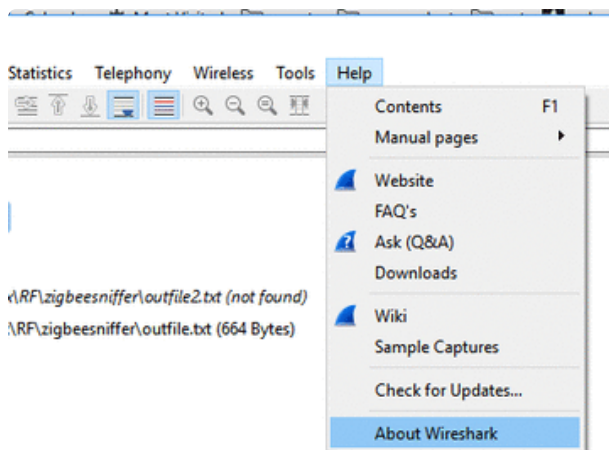 Statistics Telephony Wireless Tools Help
Contents F1
Manual pages
Website
FAQ's
Ask (Q&A)
Downloads
x\RF\zigbeesniffer\outfile2.txt (not found)
\RF\zigbeesniffer\outfile.txt (664 Bytes)
Wiki
Sample Captures
Check for Updates...
About Wireshark